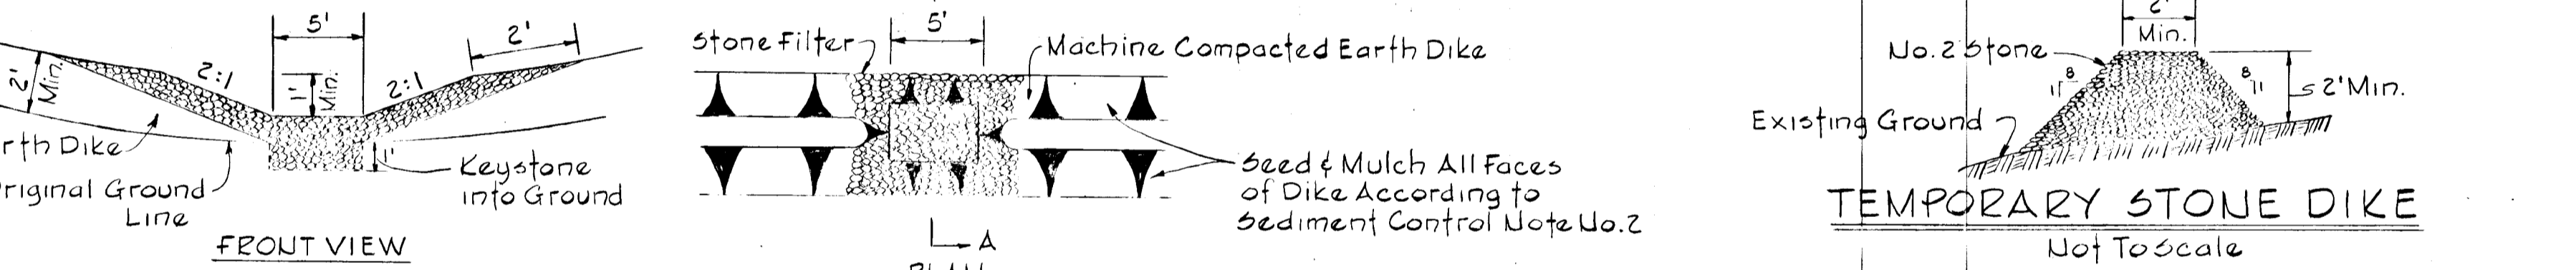 5'
2'
2'
Min.
2:1
1'
Min.
2:1
rth Dike
1'
Keystone
into Ground
riginal Ground
Line
FRONT VIEW
Stone Filter
5'
Machine Compacted Earth Dike
Seed & Mulch All Faces
of Dike According to
Sediment Control Note No.2
A
PLAN
2'
Min.
No.2 Stone
8
11
8
11
≤2'Min.
Existing Ground
TEMPORARY STONE DIKE
Not To Scale